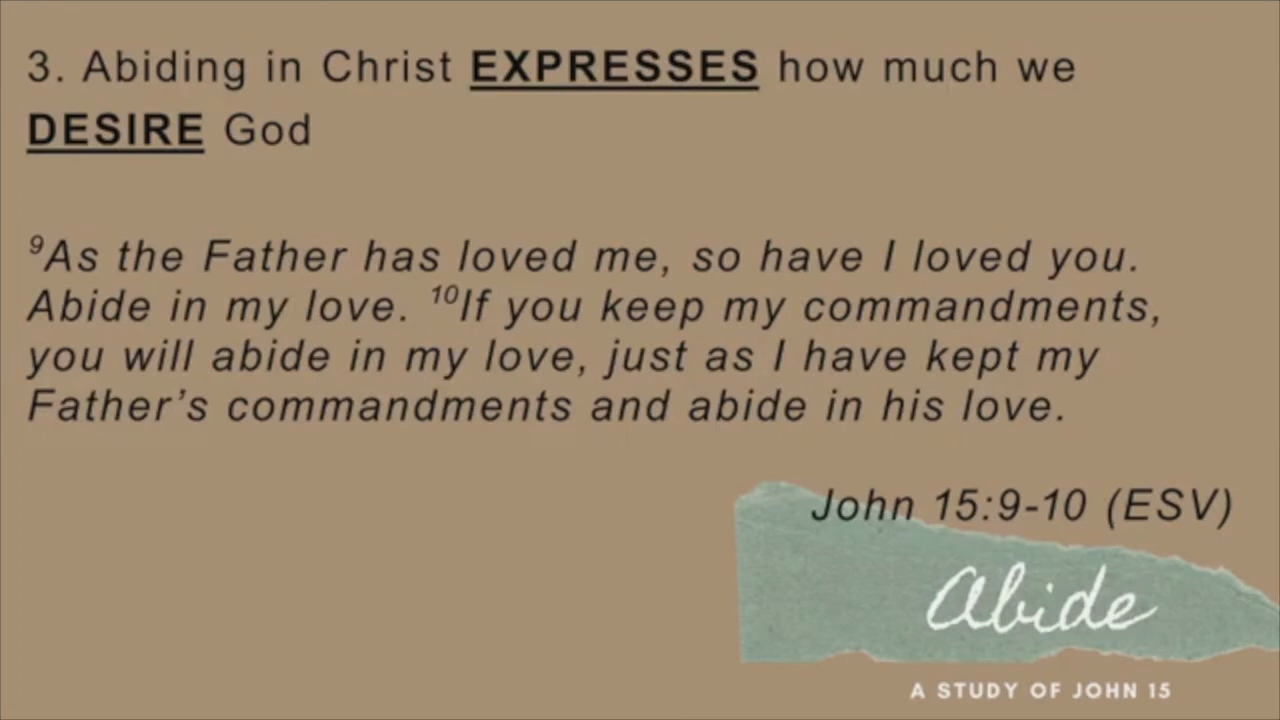 3. Abiding in Christ EXPRESSES how much we
DESIRE God
⁹As the Father has loved me, so have I loved you.
Abide in my love. ¹⁰If you keep my commandments,
you will abide in my love, just as I have kept my
Father’s commandments and abide in his love.
John 15:9-10 (ESV)
Abide
A STUDY OF JOHN 15